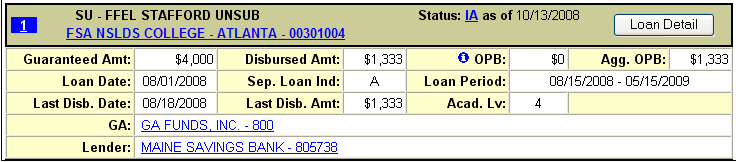 1 SU - FFEL STAFFORD UNSUB Status: IA as of 10/13/2008 Loan Detail
FSA NSLDS COLLEGE - ATLANTA - 00301004
Guaranteed Amt: $4,000 Disbursed Amt: $1,333 i OPB: $0 Agg. OPB: $1,333
Loan Date: 08/01/2008 Sep. Loan Ind: A Loan Period: 08/15/2008 - 05/15/2009
Last Disb. Date: 08/18/2008 Last Disb. Amt: $1,333 Acad. Lv: 4
GA: GA FUNDS, INC. - 800
Lender: MAINE SAVINGS BANK - 805738